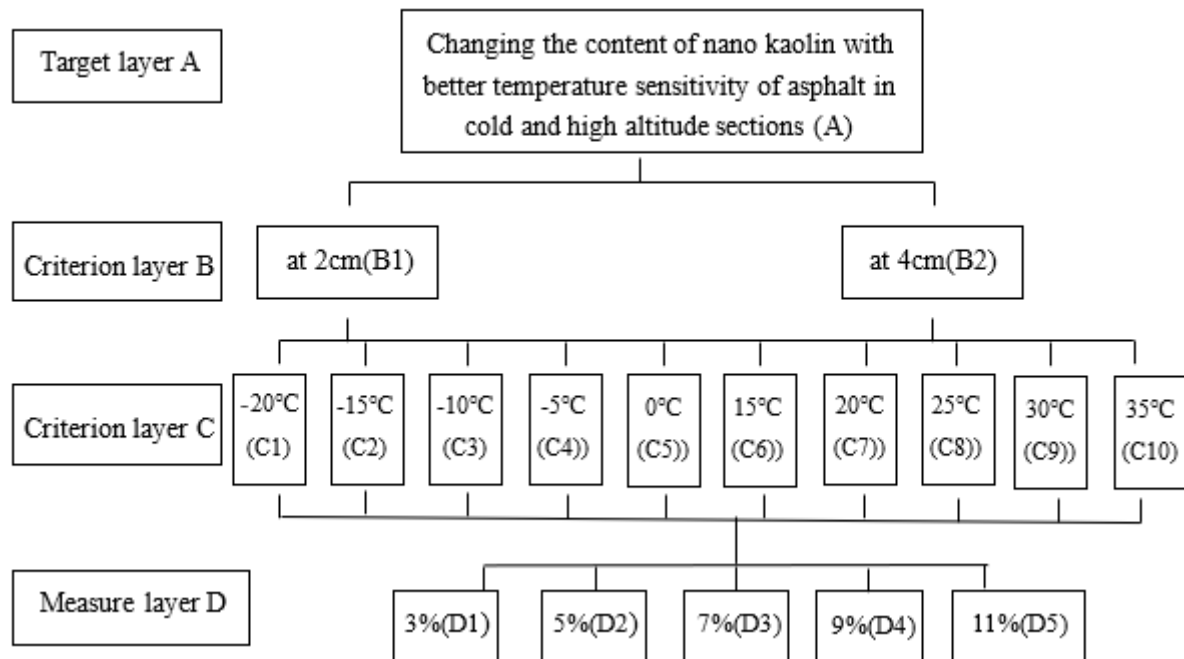 Target layer A
Changing the content of nano kaolin with
better temperature sensitivity of asphalt in
cold and high altitude sections (A)
Criterion layer B
at 2cm(B1)
at 4cm(B2)
Criterion layer C
-20℃
(C1)
-15℃
(C2)
-10℃
(C3)
-5℃
(C4))
0℃
(C5))
15℃
(C6))
20℃
(C7))
25℃
(C8))
30℃
(C9))
35℃
(C10)
Measure layer D
3%(D1)
5%(D2)
7%(D3)
9%(D4)
11%(D5)